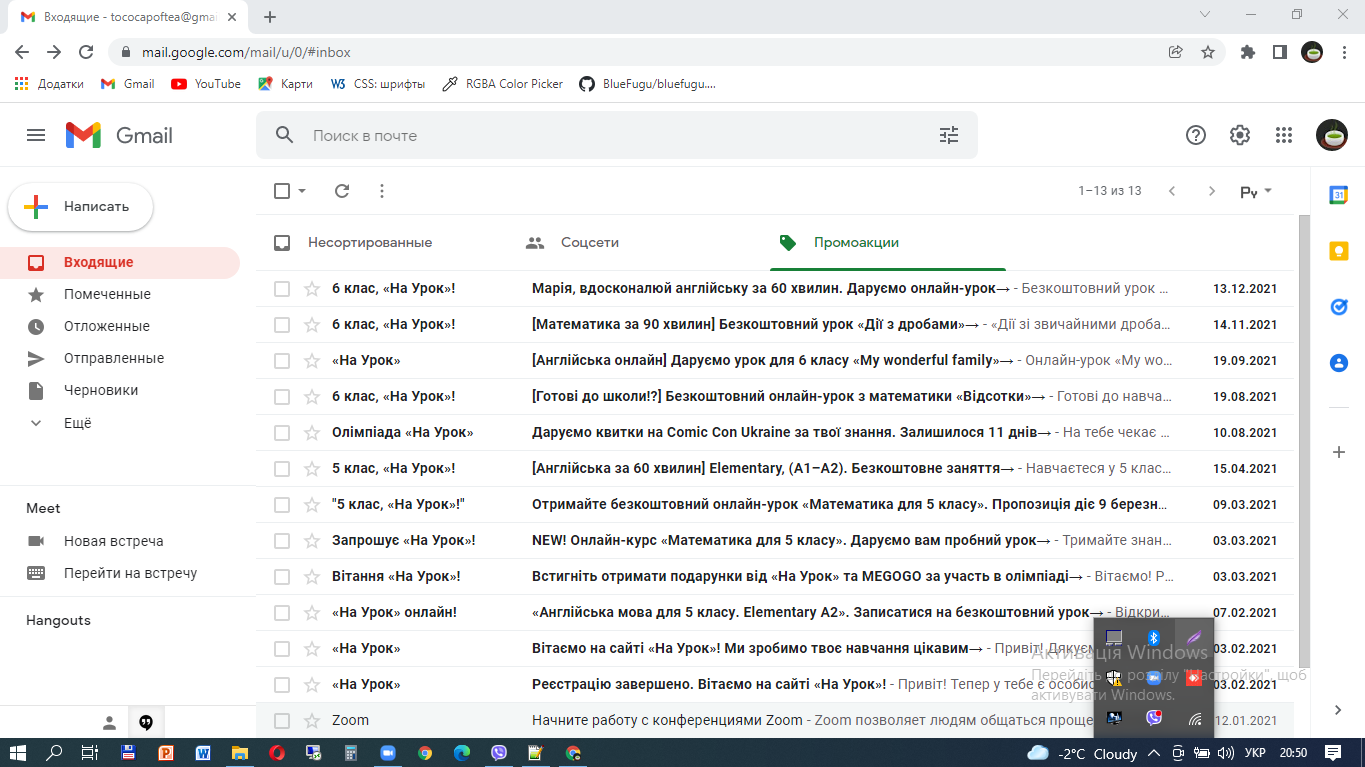 Входящие - tococapoftea@gmai
mail.google.com/mail/u/0/#inbox
Додатки Gmail YouTube Карти CSS: шрифты RGBA Color Picker BlueFugu/bluefugu....
Gmail
Поиск в почте
Написать
1–13 из 13
Ру
Несортированные Соцсети Промоакции
Входящие
Помеченные
Отложенные
Отправленные
Черновики
Ещё
Meet
Новая встреча
Перейти на встречу
Hangouts
6 клас, «На Урок»! Марія, вдосконалюй англійську за 60 хвилин. Даруємо онлайн-урок→ - Безкоштовний урок ... 13.12.2021
6 клас, «На Урок»! [Математика за 90 хвилин] Безкоштовний урок «Дії з дробами»→ - «Дії зі звичайними дроба... 14.11.2021
«На Урок» [Англійська онлайн] Даруємо урок для 6 класу «My wonderful family»→ - Онлайн-урок «My wo... 19.09.2021
6 клас, «На Урок»! [Готові до школи!?] Безкоштовний онлайн-урок з математики «Відсотки»→ - Готові до навча... 19.08.2021
Олімпіада «На Урок» Даруємо квитки на Comic Con Ukraine за твої знання. Залишилося 11 днів→ - На тебе чекає ... 10.08.2021
5 клас, «На Урок»! [Англійська за 60 хвилин] Elementary, (A1–A2). Безкоштовне заняття→ - Навчаєтеся у 5 клас... 15.04.2021
"5 клас, «На Урок»!" Отримайте безкоштовний онлайн-урок «Математика для 5 класу». Пропозиція діє 9 березн... 09.03.2021
Запрошує «На Урок»! NEW! Онлайн-курс «Математика для 5 класу». Даруємо вам пробний урок→ - Тримайте знан... 03.03.2021
Вітання «На Урок»! Встигніть отримати подарунки від «На Урок» та MEGOGO за участь в олімпіаді→ - Вітаємо! Р... 03.03.2021
«На Урок» онлайн! «Англійська мова для 5 класу. Elementary A2». Записатися на безкоштовний урок→ - Відкри... 07.02.2021
«На Урок» Вітаємо на сайті «На Урок»! Ми зробимо твоє навчання цікавим→ - Привіт! Дякуєм 03.02.2021
«На Урок» Реєстрацію завершено. Вітаємо на сайті «На Урок»! - Привіт! Тепер у тебе є особис 03.02.2021
Zoom Начните работу с конференциями Zoom - Zoom позволяет людям общаться проще 12.01.2021
Активація Windows
Перейдіть до розділу "Настройки", щоб
активувати Windows.
-2°C Cloudy УКР 20:50